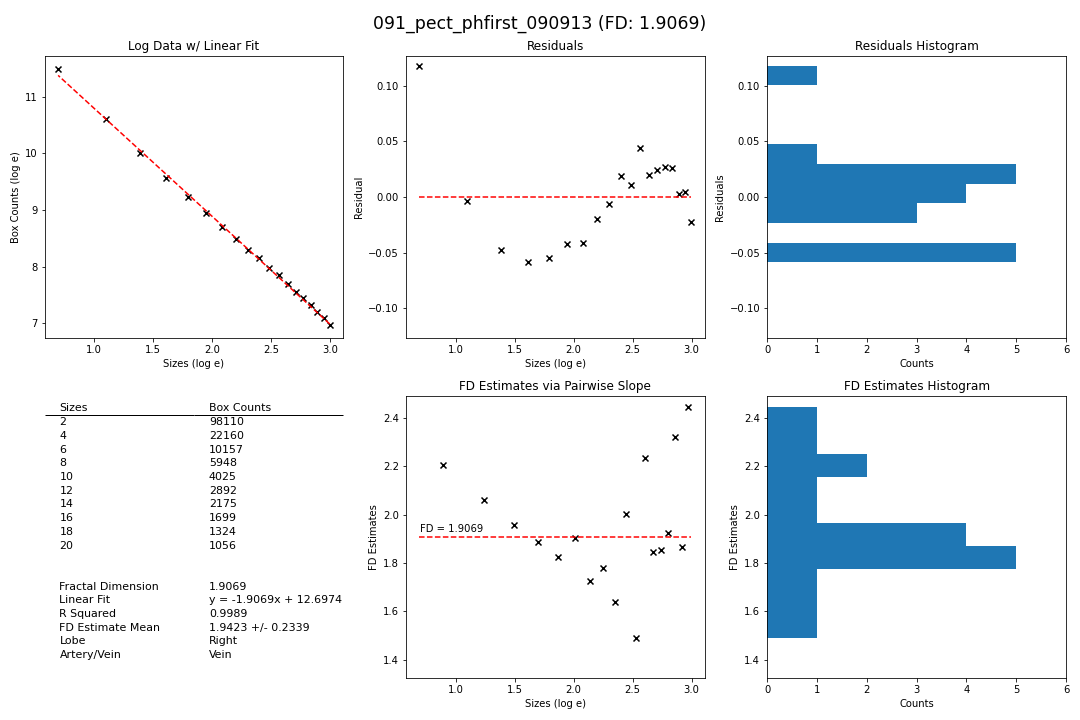 091_pect_phfirst_090913 (FD: 1.9069)
Log Data w/ Linear Fit
Box Counts (log e)
11
10
9
8
7
1.0 1.5 2.0 2.5 3.0
Sizes (log e)
Residuals
Residual
0.10
0.05
0.00
−0.05
−0.10
1.0 1.5 2.0 2.5 3.0
Sizes (log e)
Residuals Histogram
Residuals
0.10
0.05
0.00
−0.05
−0.10
0 1 2 3 4 5 6
Counts
Sizes Box Counts
2 98110
4 22160
6 10157
8 5948
10 4025
12 2892
14 2175
16 1699
18 1324
20 1056
Fractal Dimension 1.9069
Linear Fit y = -1.9069x + 12.6974
R Squared 0.9989
FD Estimate Mean 1.9423 +/- 0.2339
Lobe Right
Artery/Vein Vein
FD Estimates via Pairwise Slope
FD Estimates
2.4
2.2
2.0
1.8
1.6
1.4
FD = 1.9069
1.0 1.5 2.0 2.5 3.0
Sizes (log e)
FD Estimates Histogram
FD Estimates
2.4
2.2
2.0
1.8
1.6
1.4
0 1 2 3 4 5 6
Counts